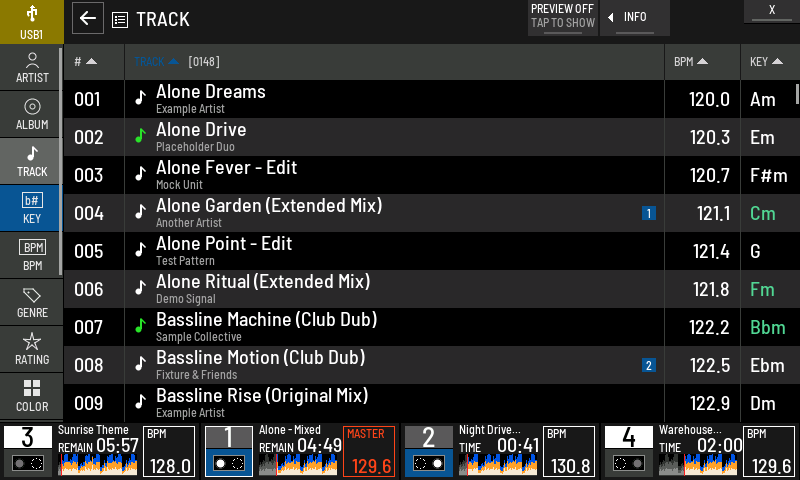 USB1
TRACK
PREVIEW OFF
TAP TO SHOW
INFO
X
ARTIST
ALBUM
TRACK
b#
KEY
BPM
BPM
GENRE
RATING
COLOR
# TRACK [0148] BPM KEY
001 Alone Dreams 120.0 Am
Example Artist
002 Alone Drive 120.3 Em
Placeholder Duo
003 Alone Fever - Edit 120.7 F#m
Mock Unit
004 Alone Garden (Extended Mix) 1 121.1 Cm
Another Artist
005 Alone Point - Edit 121.4 G
Test Pattern
006 Alone Ritual (Extended Mix) 121.8 Fm
Demo Signal
007 Bassline Machine (Club Dub) 122.2 Bbm
Sample Collective
008 Bassline Motion (Club Dub) 2 122.5 Ebm
Fixture & Friends
009 Bassline Rise (Original Mix) 122.9 Dm
Example Artist
3 Sunrise Theme BPM
REMAIN 05:57
128.0
1 Alone - Mixed MASTER
REMAIN 04:49
129.6
2 Night Drive... BPM
TIME 00:41
130.8
4 Warehouse... BPM
TIME 02:00
129.6